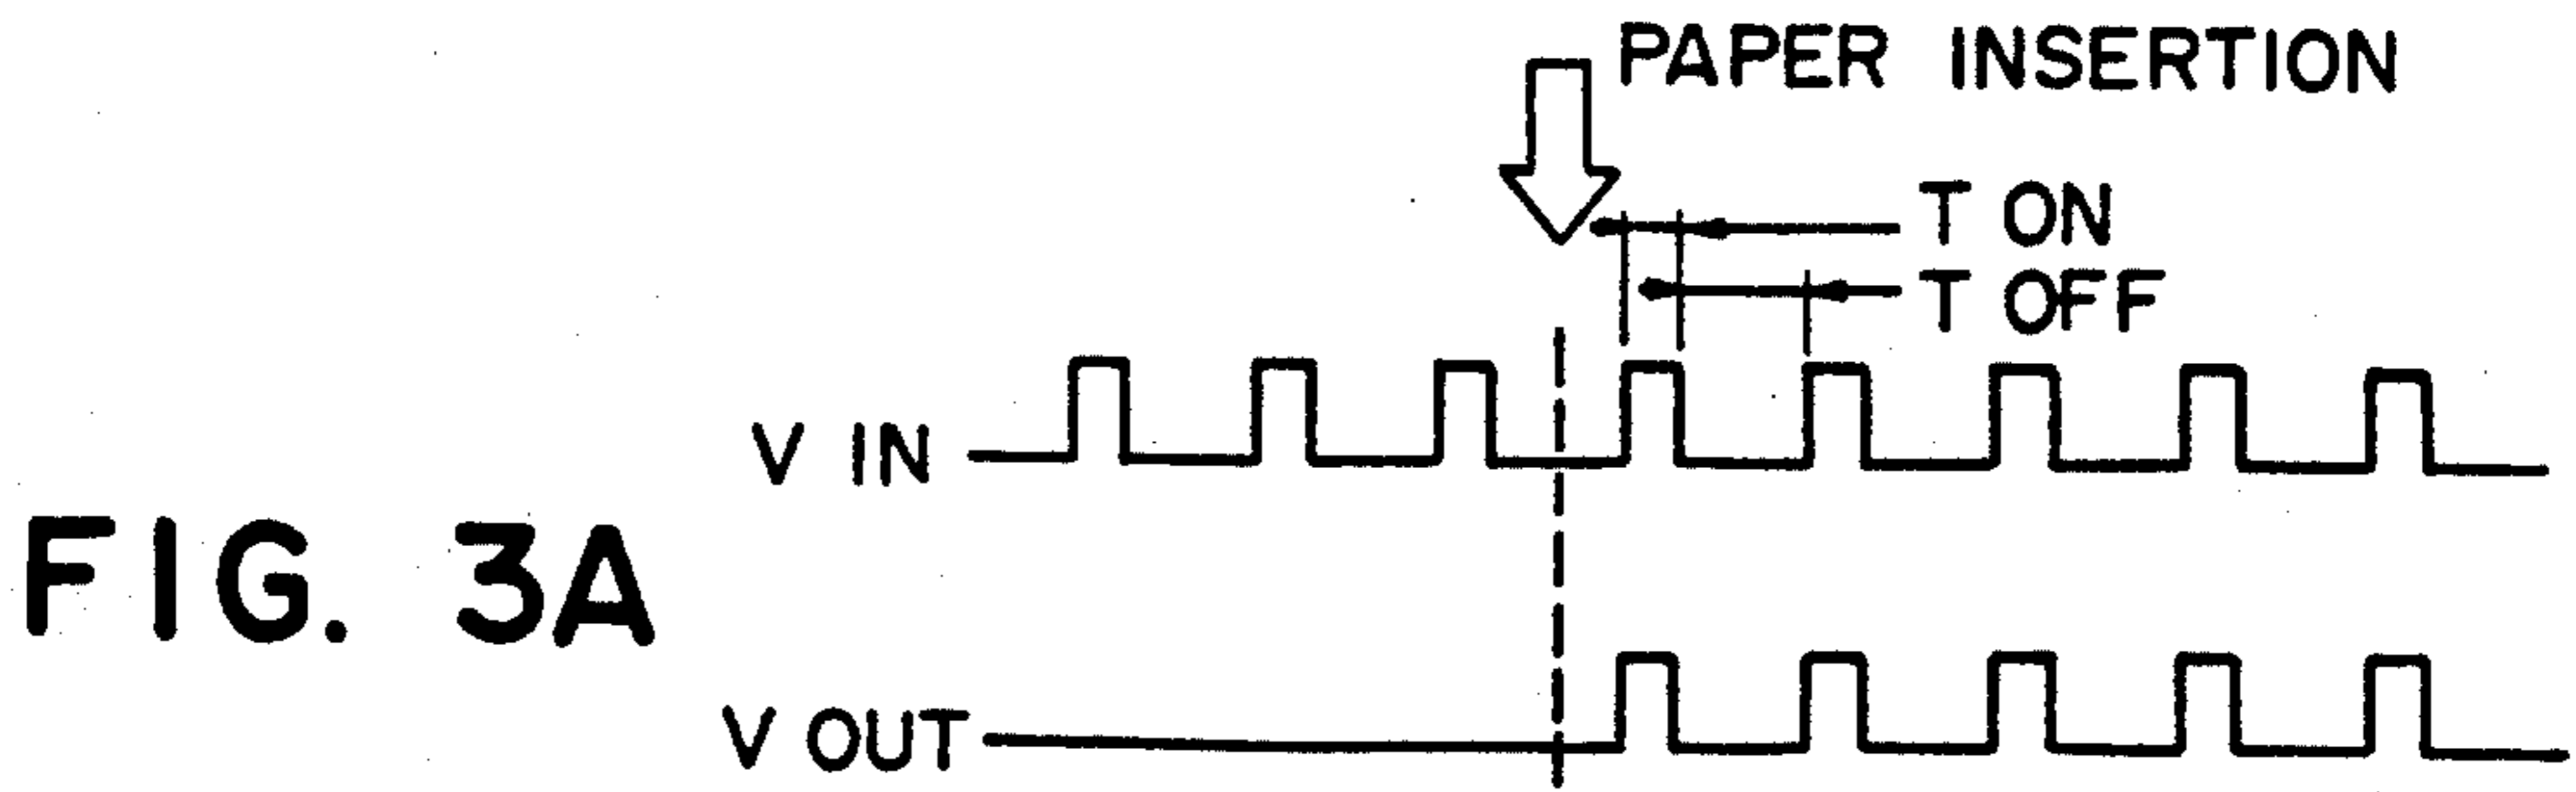 PAPER INSERTION
T ON
T OFF
V IN
FIG. 3A
V OUT